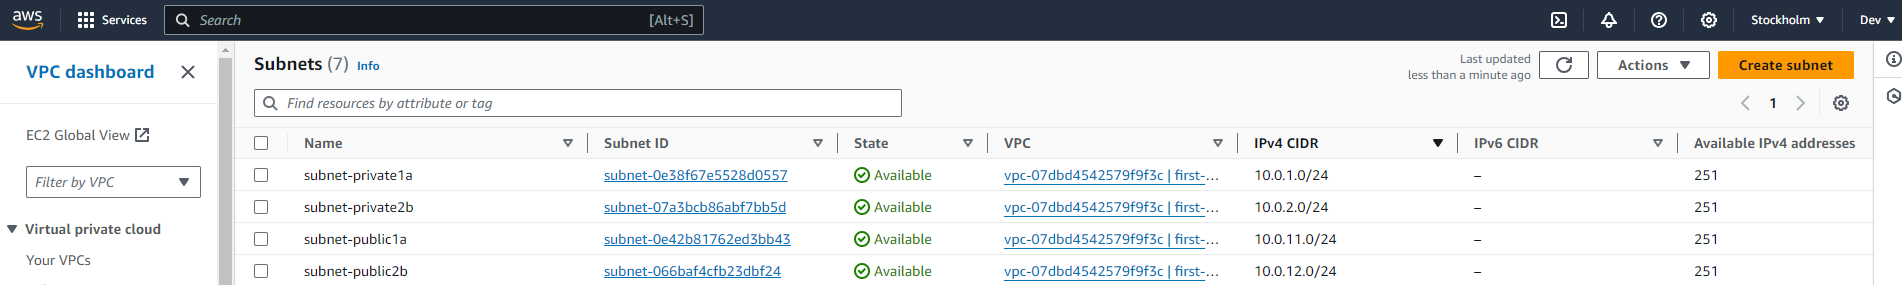 aws Services Search [Alt+S] Stockholm ▼ Dev ▼
VPC dashboard
EC2 Global View
Filter by VPC
Virtual private cloud
Your VPCs
Subnets (7) Info
Last updated
less than a minute ago
Actions Create subnet
Find resources by attribute or tag
1
Name Subnet ID State VPC IPv4 CIDR IPv6 CIDR Available IPv4 addresses
subnet-private1a subnet-0e38f67e5528d0557 Available vpc-07dbd4542579f9f3c | first-... 10.0.1.0/24 – 251
subnet-private2b subnet-07a3bcb86abf7bb5d Available vpc-07dbd4542579f9f3c | first-... 10.0.2.0/24 – 251
subnet-public1a subnet-0e42b81762ed3bb43 Available vpc-07dbd4542579f9f3c | first-... 10.0.11.0/24 – 251
subnet-public2b subnet-066baf4cfb23dbf24 Available vpc-07dbd4542579f9f3c | first-... 10.0.12.0/24 – 251